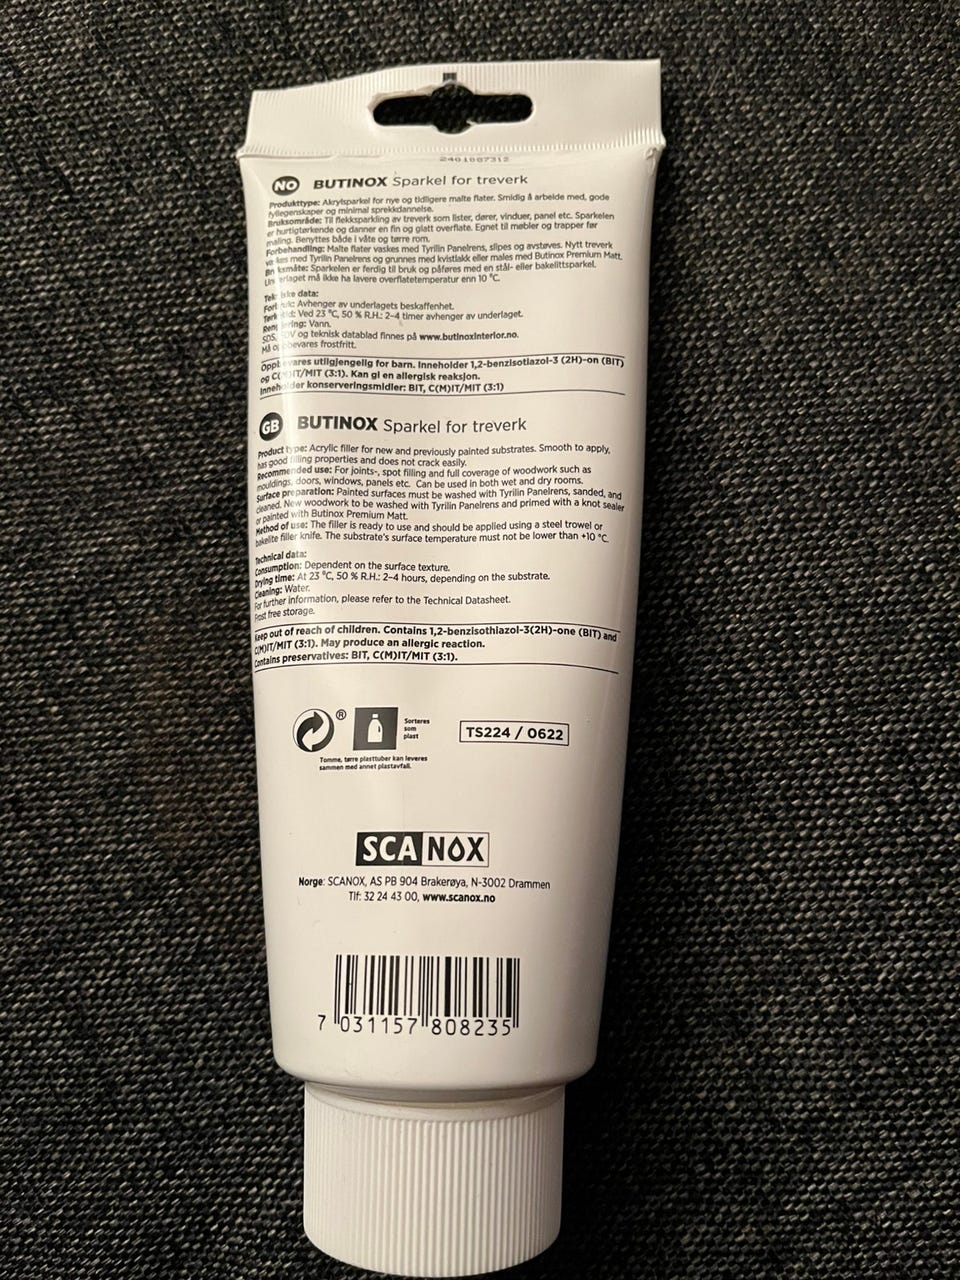 2401007312
NO BUTINOX Sparkel for treverk
Produkttype: Akrylsparkel for nye og tidligere malte flater. Smidig å arbeide med, gode
fyllegenskaper og minimal sprekkdannelse.
Bruksområde: Til flekksparkling av treverk som lister, dører, vinduer, panel etc. Sparkelen
er hurtigtørkende og danner en fin og glatt overflate. Egnet til møbler og trapper før
maling. Benyttes både i våte og tørre rom.
Forbehandling: Malte flater vaskes med Tyrilin Panelrens, slipes og avstøves. Nytt treverk
med Tyrilin Panelrens og grunnes med kvistlakk eller males med Butinox Premium Matt.
Sparkelen er ferdig til bruk og påføres med en stål- eller bakelittsparkel.
må ikke ha lavere overflatetemperatur enn 10 °C.
data:
Avhenger av underlagets beskaffenhet.
Ved 23 °C, 50 % R.H.: 2-4 timer avhenger av underlaget.
Vann.
SDS, og teknisk datablad finnes på www.butinoxinterior.no.
Må frostfritt.
utilgjengelig for barn. Inneholder 1,2-benzisotiazol-3 (2H)-on (BIT)
og C(M)IT/MIT (3:1). Kan gi en allergisk reaksjon.
Inneholder konserveringsmidler: BIT, C(M)IT/MIT (3:1)
GB BUTINOX Sparkel for treverk
Product type: Acrylic filler for new and previously painted substrates. Smooth to apply,
has good filling properties and does not crack easily.
Recommended use: For joints-, spot filling and full coverage of woodwork such as
mouldings, doors, windows, panels etc. Can be used in both wet and dry rooms.
Surface preparation: Painted surfaces must be washed with Tyrilin Panelrens, sanded, and
cleaned. New woodwork to be washed with Tyrilin Panelrens and primed with a knot sealer
or painted with Butinox Premium Matt.
Method of use: The filler is ready to use and should be applied using a steel trowel or
bakelite filler knife. The substrate's surface temperature must not be lower than +10 °C.
Technical data:
Consumption: Dependent on the surface texture.
Drying time: At 23 °C, 50 % R.H.: 2-4 hours, depending on the substrate.
Cleaning: Water.
For further information, please refer to the Technical Datasheet.
Frost free storage.
Keep out of reach of children. Contains 1,2-benzisothiazol-3(2H)-one (BIT) and
C(M)IT/MIT (3:1). May produce an allergic reaction.
Contains preservatives: BIT, C(M)IT/MIT (3:1).
®
Sorteres
som
plast
TS224 / 0622
Tomme, tørre plasttuber kan leveres
sammen med annet plastavfall.
SCANOX
Norge: SCANOX, AS PB 904 Brakerøya, N-3002 Drammen
Tlf: 32 24 43 00, www.scanox.no
7 031157 808235